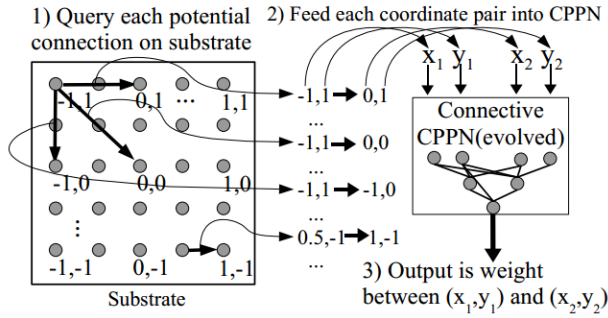 1) Query each potential
connection on substrate
-1,1 0,1 ... 1,1
-1,0 0,0 1,0
...
-1,-1 0,-1 1,-1
Substrate
2) Feed each coordinate pair into CPPN
-1,1 0,1
...
-1,1 0,0
...
-1,1 -1,0
...
0.5,-1 1,-1
...
x1 y1 x2 y2
Connective
CPPN(evolved)
3) Output is weight
between (x1,y1) and (x2,y2)